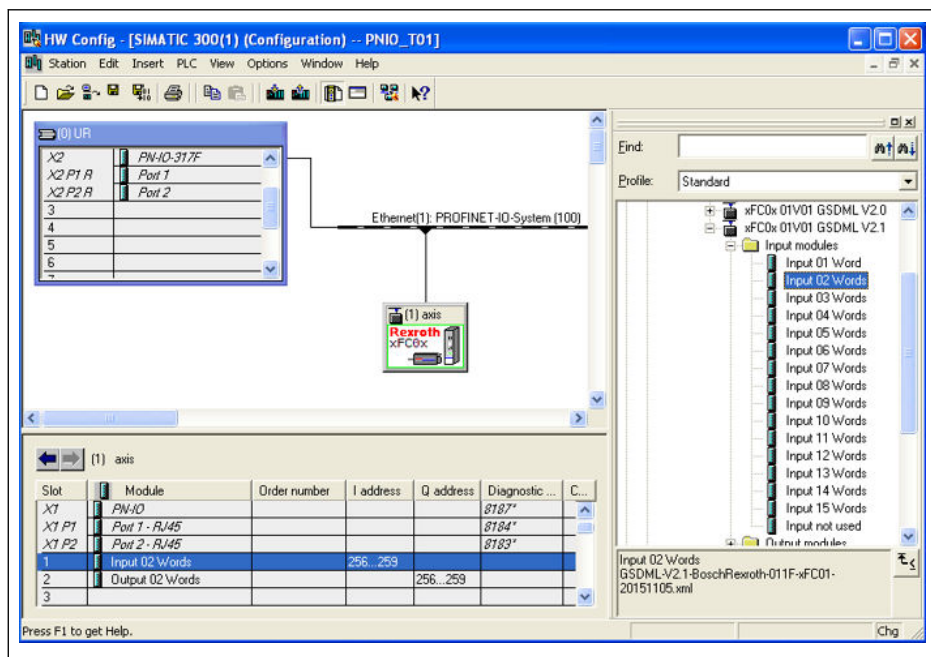 HW Config - [SIMATIC 300(1) (Configuration) -- PNIO_T01]
Station Edit Insert PLC View Options Window Help
(0) UR
X2 PN-IO-317F
X2 P1 R Port 1
X2 P2 R Port 2
3
4
5
6
7
Ethernet(1): PROFINET-IO-System (100)
(1) axis
Rexroth
xFC0x
Find:
Profile: Standard
xFC0x 01V01 GSDML V2.0
xFC0x 01V01 GSDML V2.1
Input modules
Input 01 Word
Input 02 Words
Input 03 Words
Input 04 Words
Input 05 Words
Input 06 Words
Input 07 Words
Input 08 Words
Input 09 Words
Input 10 Words
Input 11 Words
Input 12 Words
Input 13 Words
Input 14 Words
Input 15 Words
Input not used
Output modules
Input 02 Words
GSDML-V2.1-BoschRexroth-011F-xFC01-
20151105.xml
(1) axis
Slot Module Order number I address Q address Diagnostic ... C...
X1 PN-IO 8187*
X1 P1 Port 1 - RJ45 8184*
X1 P2 Port 2 - RJ45 8183*
1 Input 02 Words 256...259
2 Output 02 Words 256...259
3
Press F1 to get Help.
Chg